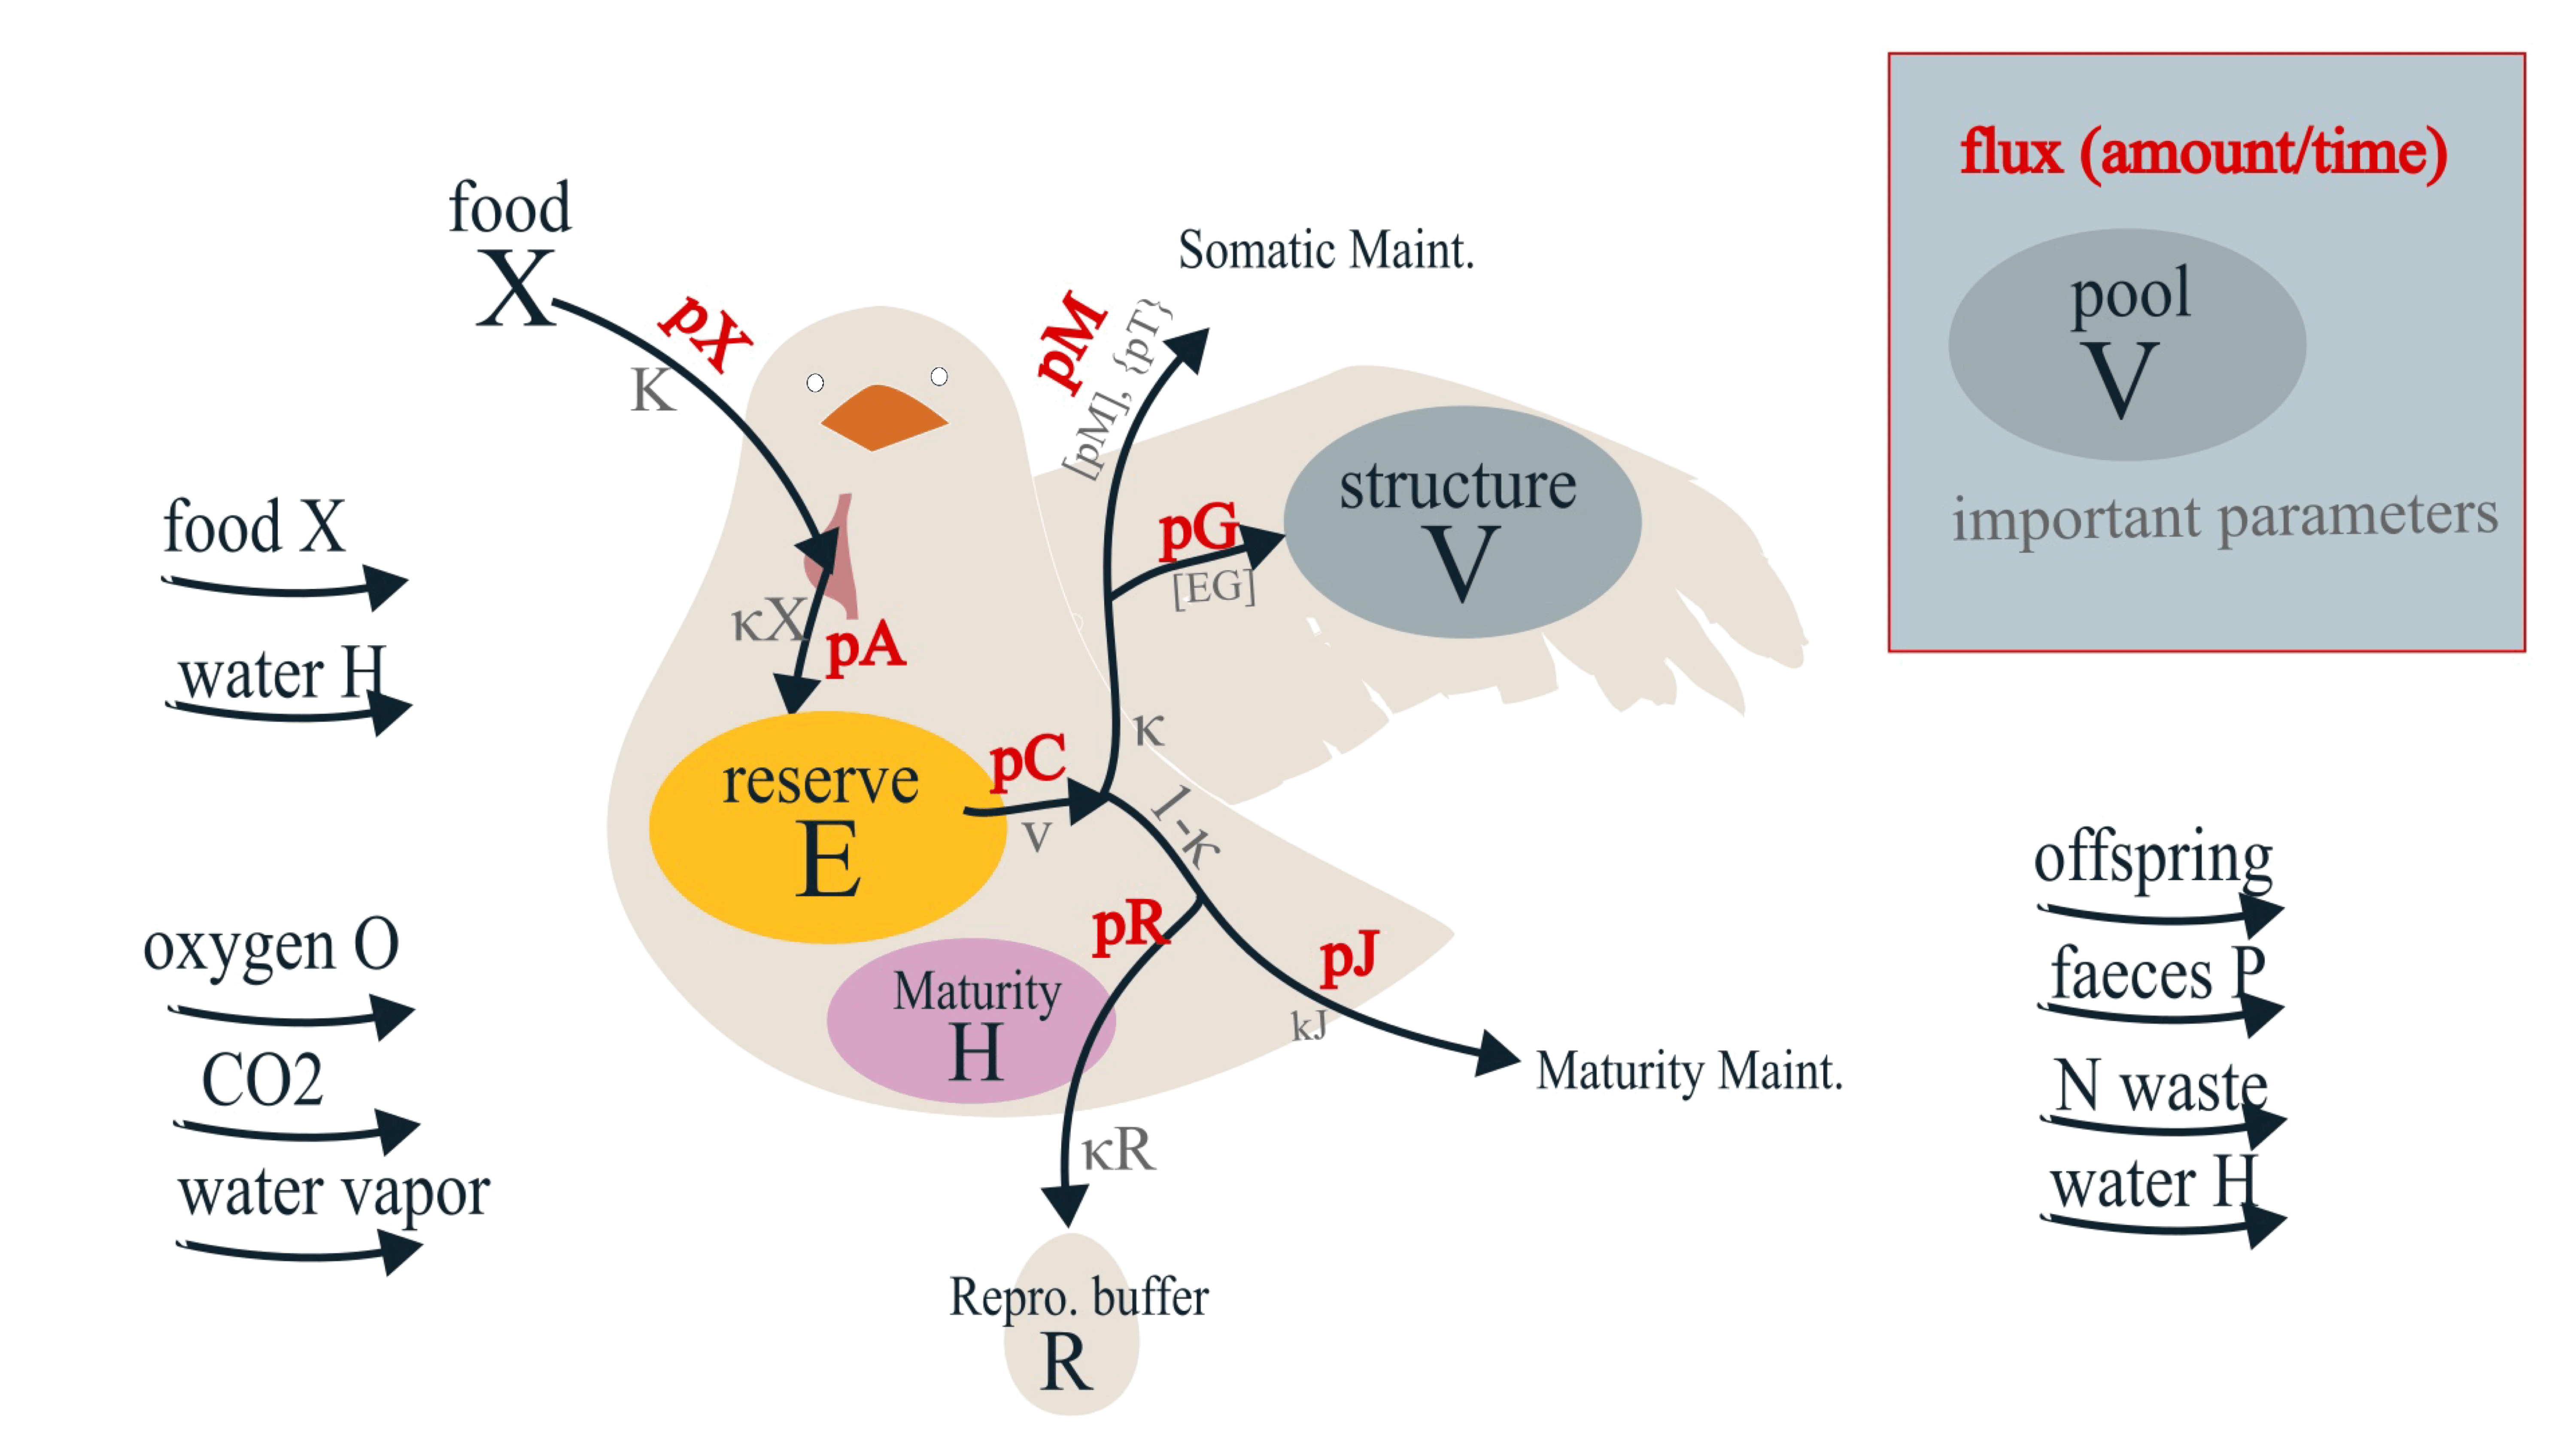 food
X
pX
K
κX
pA
reserve
E
pC
v
κ
1-κ
pM
[pM], {pT}
Somatic Maint.
pG
[EG]
structure
V
pR
κR
pJ
kJ
Maturity Maint.
Maturity
H
Repro. buffer
R
food X
water H
oxygen O
CO2
water vapor
flux (amount/time)
pool
V
important parameters
offspring
faeces P
N waste
water H